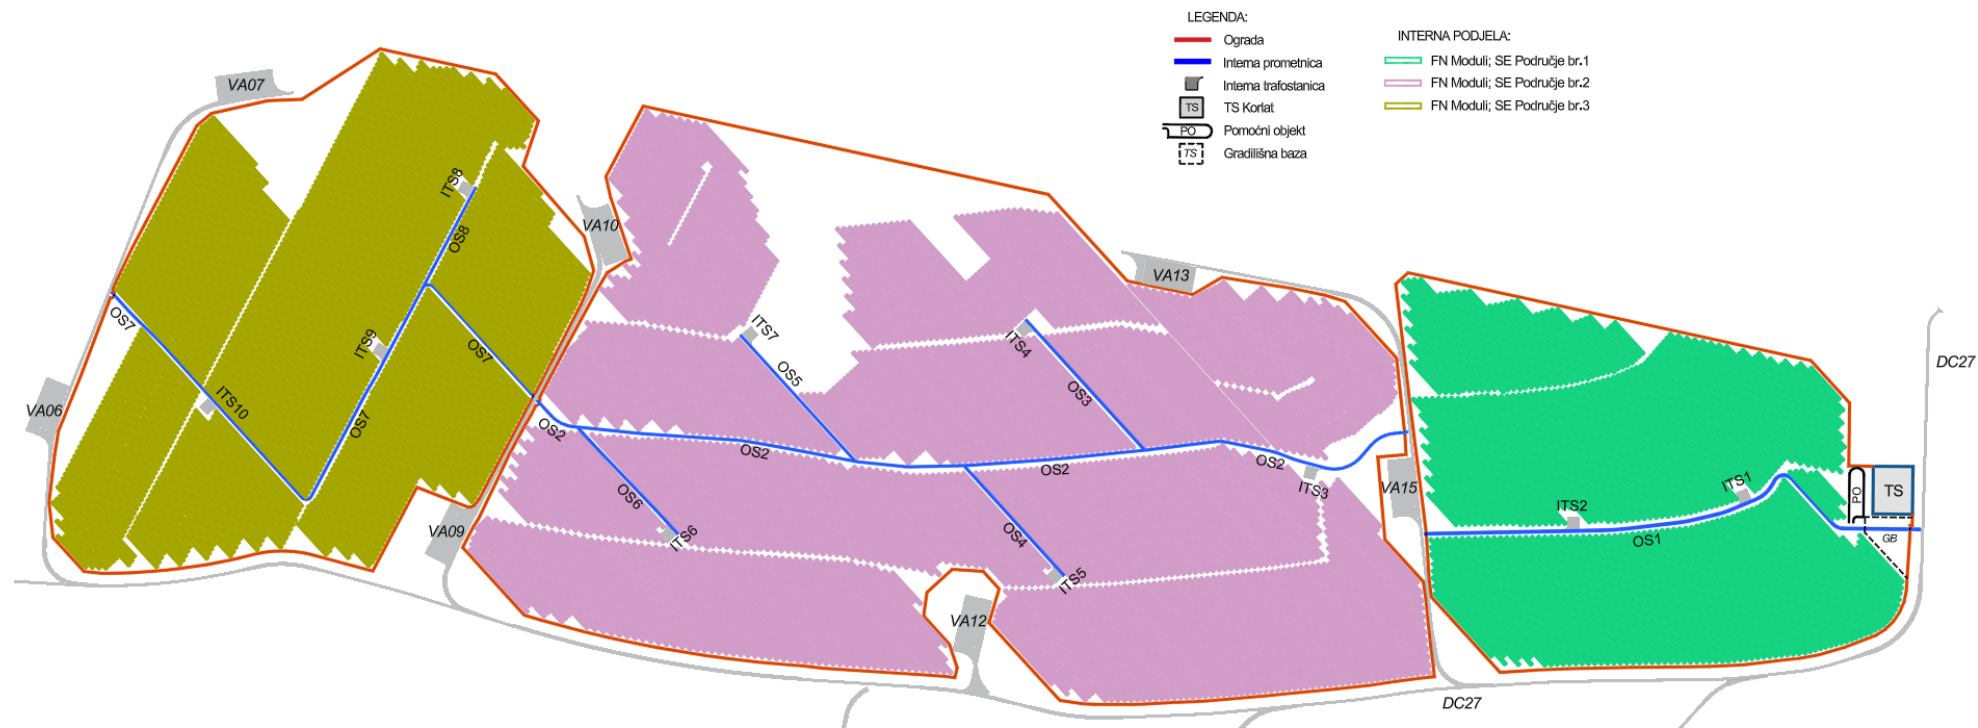 LEGENDA:
Ograda
Interna prometnica
Interna trafostanica
TS
TS Korlat
PO
Pomoćni objekt
TS
Gradilišna baza
INTERNA PODJELA:
FN Moduli; SE Područje br.1
FN Moduli; SE Područje br.2
FN Moduli; SE Područje br.3
VA07
ITS8
OS8
VA10
VA13
OS7
ITS9
OS7
ITS7
ITS4
OS5
OS3
DC27
VA06
ITS10
OS7
OS2
OS2
OS2
OS2
ITS3
VA15
ITS1
PO
TS
ITS2
OS1
GB
VA09
OS6
ITS6
OS4
ITS5
VA12
DC27